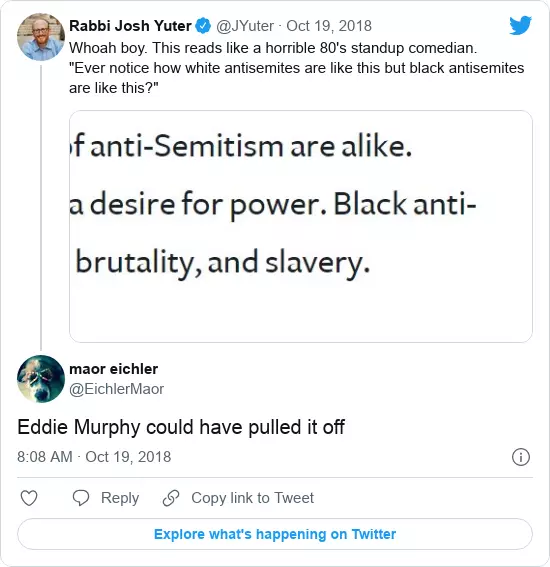 Rabbi Josh Yuter @JYuter · Oct 19, 2018
Whoah boy. This reads like a horrible 80's standup comedian.
"Ever notice how white antisemites are like this but black antisemites
are like this?"
f anti-Semitism are alike.
a desire for power. Black anti-
brutality, and slavery.
maor eichler
@EichlerMaor
Eddie Murphy could have pulled it off
8:08 AM · Oct 19, 2018
Reply Copy link to Tweet
Explore what's happening on Twitter